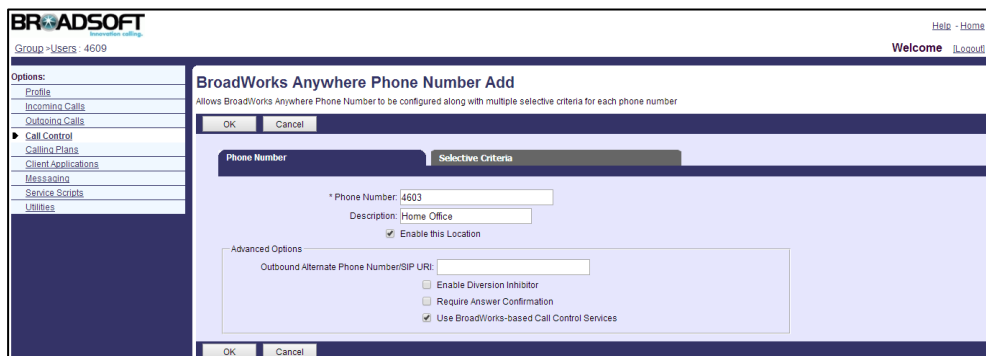 BROADSOFT
innovation calling.
Help - Home
Group >Users : 4609
Welcome [Logout]
Options:
Profile
Incoming Calls
Outgoing Calls
Call Control
Calling Plans
Client Applications
Messaging
Service Scripts
Utilities
BroadWorks Anywhere Phone Number Add
Allows BroadWorks Anywhere Phone Number to be configured along with multiple selective criteria for each phone number
OK Cancel
Phone Number Selective Criteria
* Phone Number: 4603
Description: Home Office
Enable this Location
Advanced Options
Outbound Alternate Phone Number/SIP URI:
Enable Diversion Inhibitor
Require Answer Confirmation
Use BroadWorks-based Call Control Services
OK Cancel